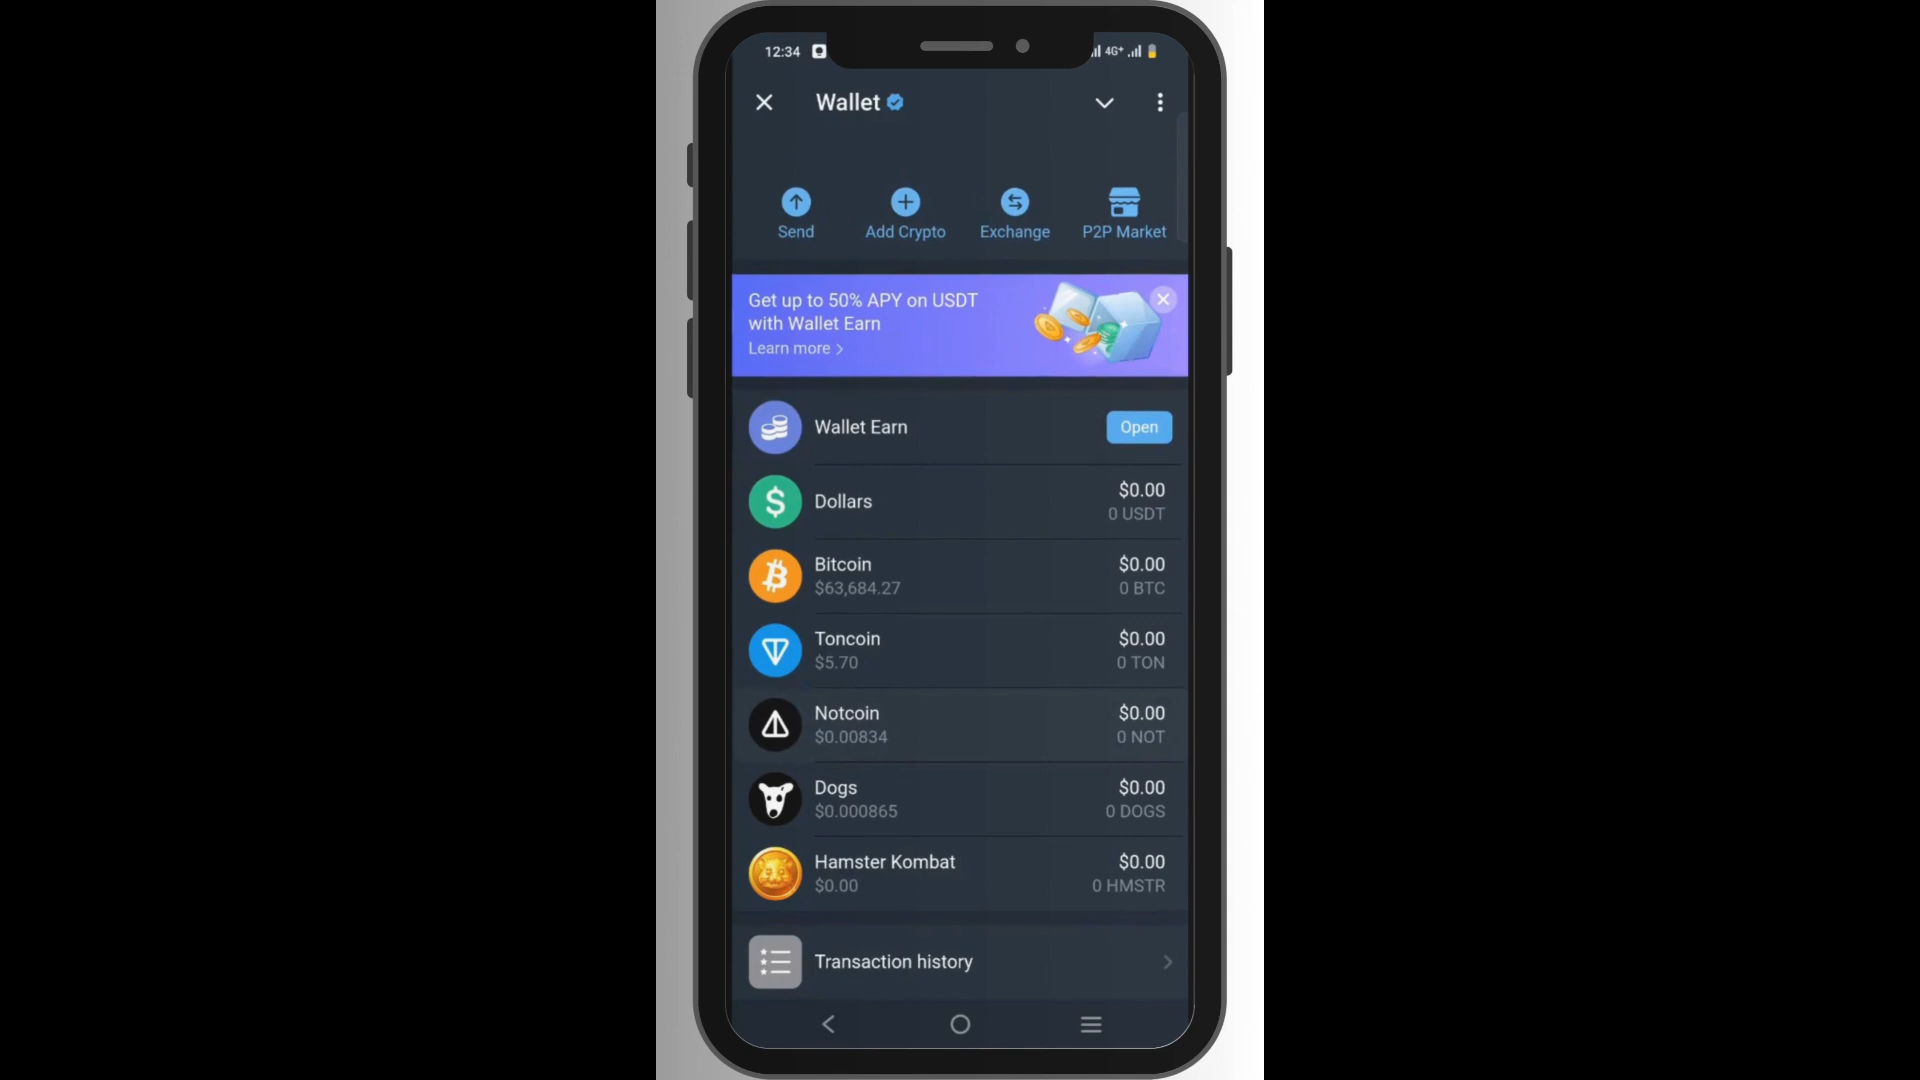 12:34
4G+
Wallet
Send
Add Crypto
Exchange
P2P Market
Get up to 50% APY on USDT
with Wallet Earn
Learn more
Wallet Earn
Open
Dollars
$0.00
0 USDT
Bitcoin
$0.00
$63,684.27
0 BTC
Toncoin
$0.00
$5.70
0 TON
Notcoin
$0.00
$0.00834
0 NOT
Dogs
$0.00
$0.000865
0 DOGS
Hamster Kombat
$0.00
$0.00
0 HMSTR
Transaction history